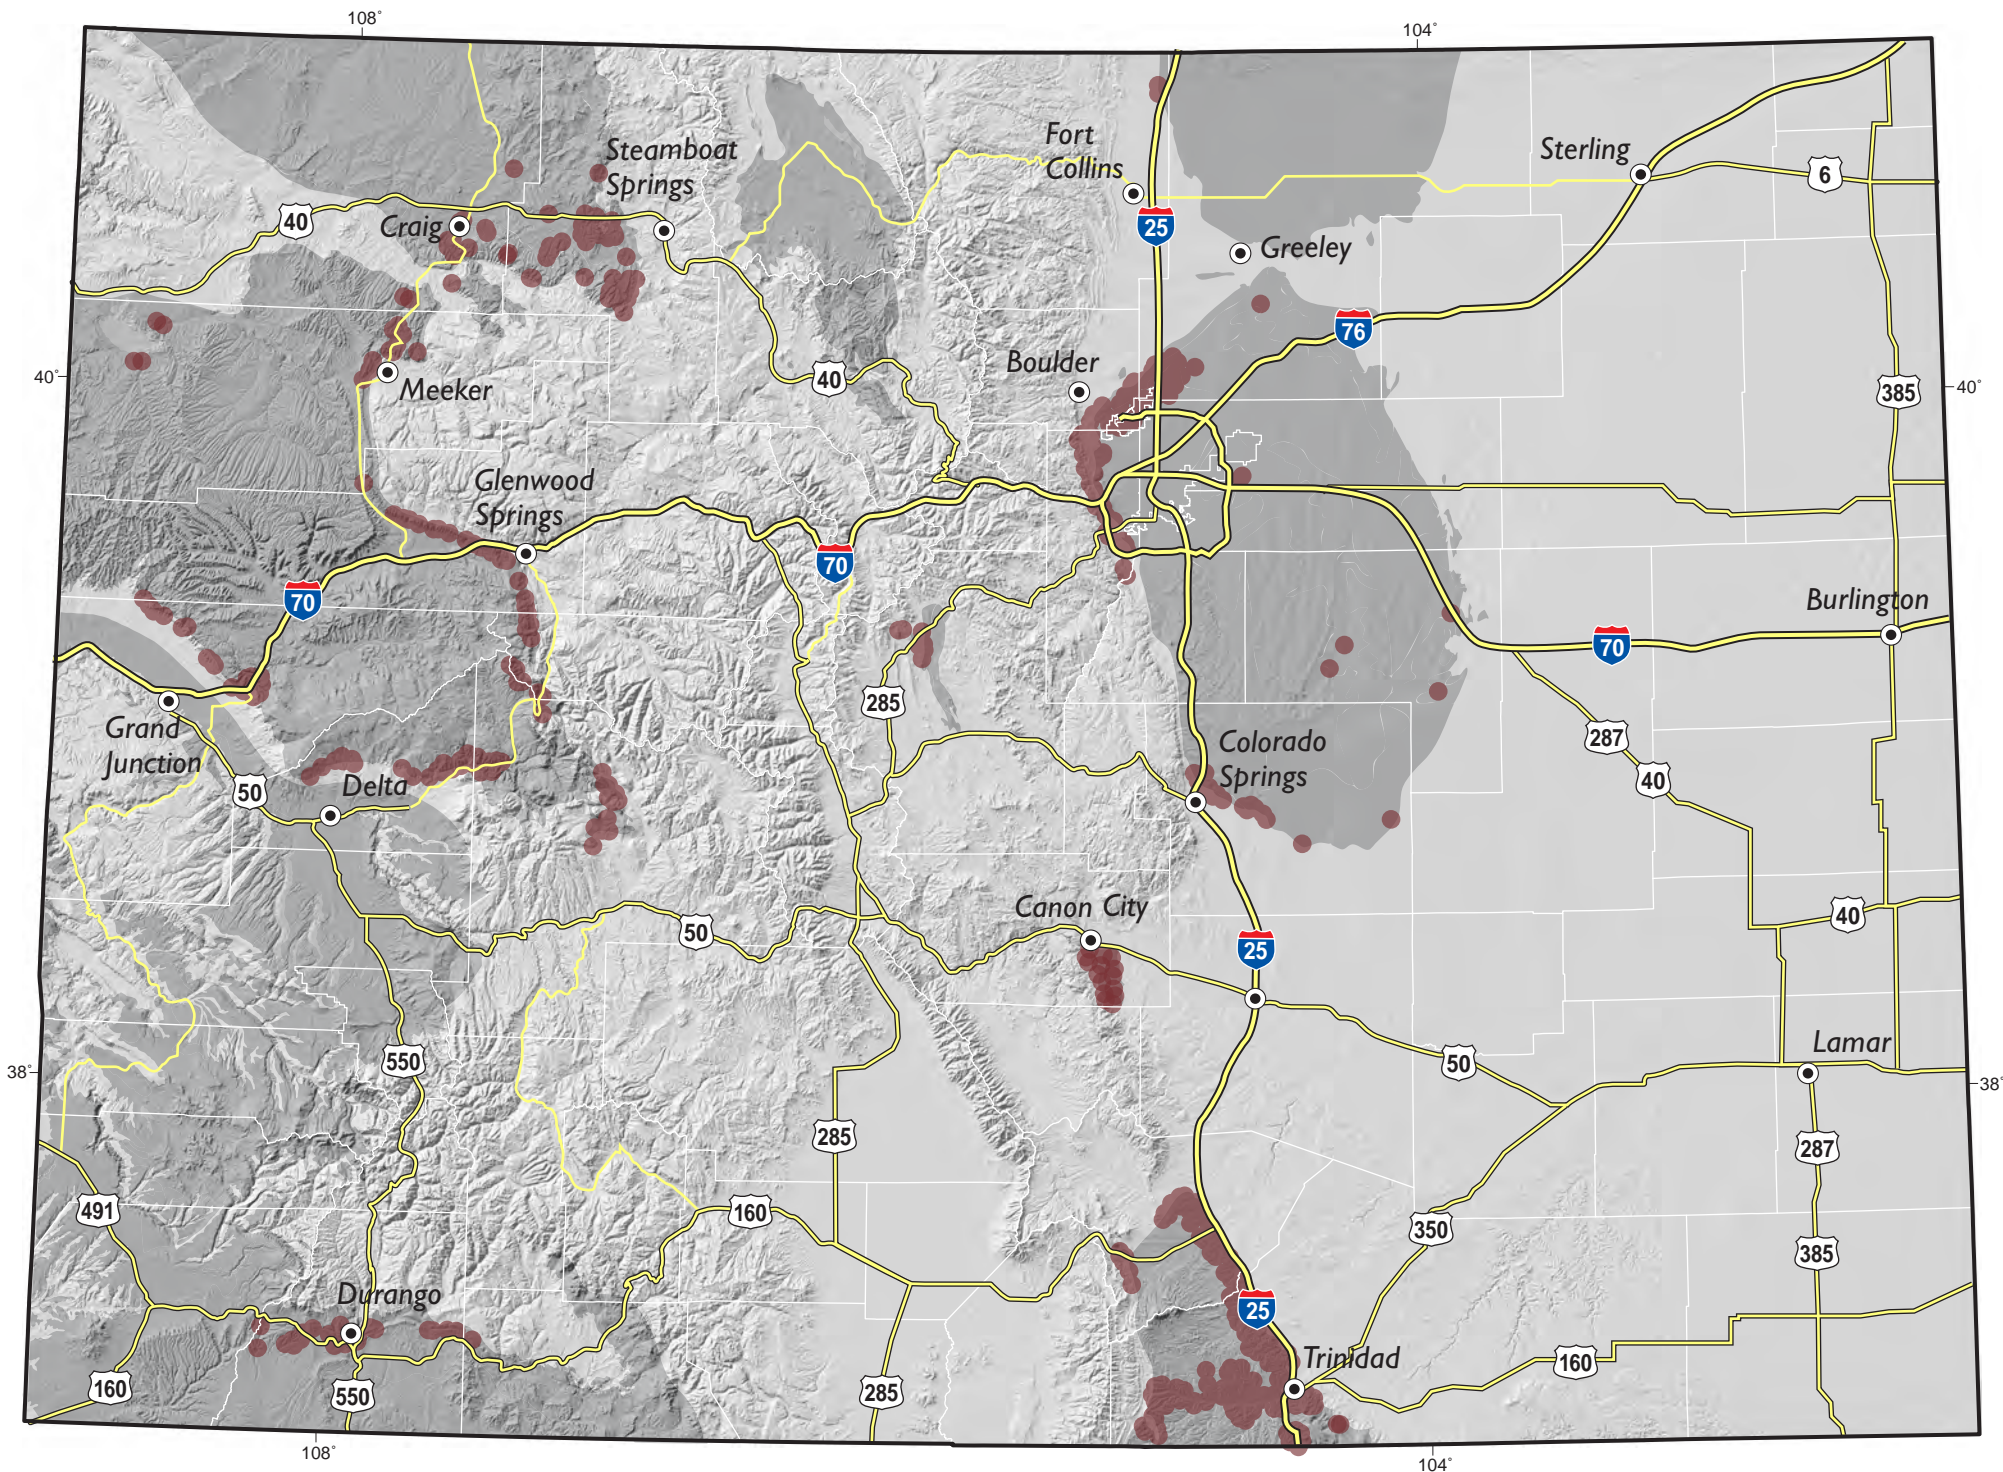 108°
104°
Fort
Collins
Sterling
6
Steamboat
Springs
40
Craig
25
Greeley
76
Boulder
40°
Meeker
40
385
40°
Glenwood
Springs
70
70
Burlington
70
285
Grand
Junction
50
Delta
Colorado
Springs
287
40
Canon City
50
25
40
550
50
Lamar
38°
38°
285
287
491
160
350
385
Durango
25
Trinidad
160
160
550
285
108°
104°